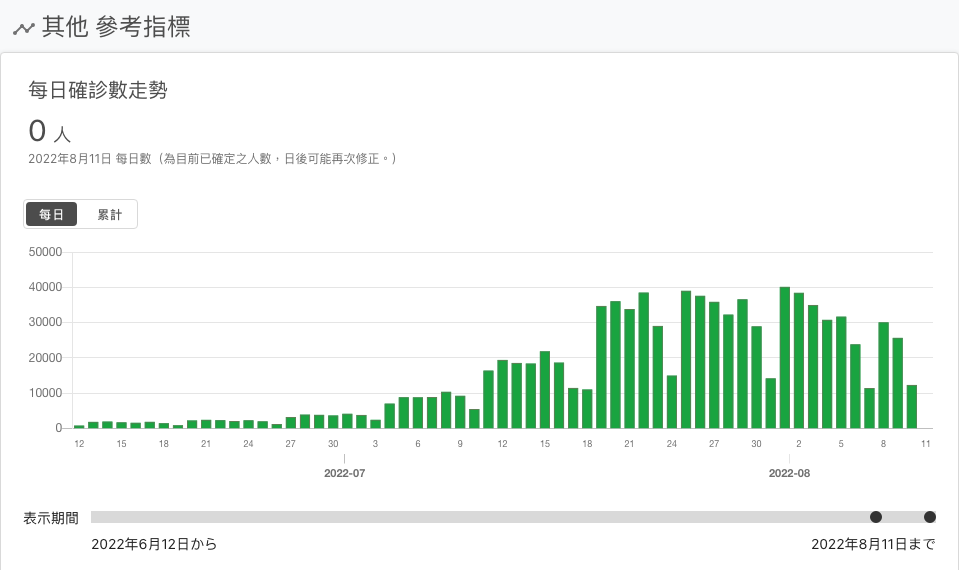 其他 參考指標
每日確診數走勢
0 人
2022年8月11日 每日數（為目前已確定之人數，日後可能再次修正。）
每日 累計
50000
40000
30000
20000
10000
0
12 15 18 21 24 27 30 3 6 9 12 15 18 21 24 27 30 2 5 8 11
2022-07 2022-08
表示期間
2022年6月12日から 2022年8月11日まで